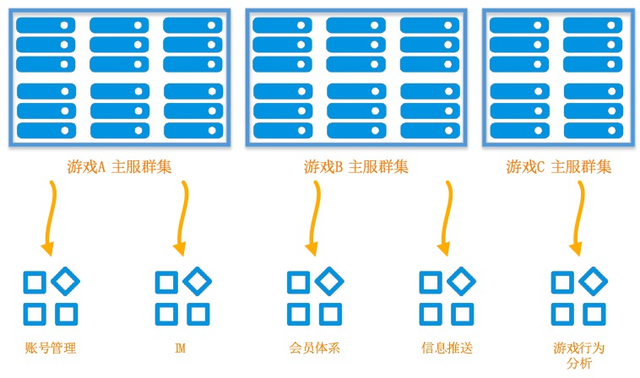 游戏A 主服群集
游戏B 主服群集
游戏C 主服群集
账号管理
IM
会员体系
信息推送
游戏行为
分析